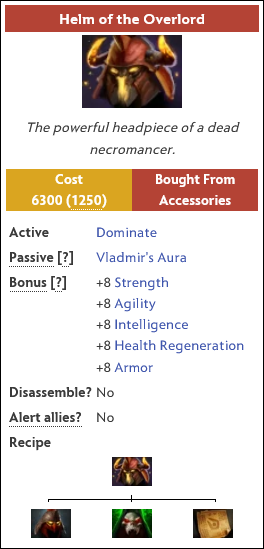 Helm of the Overlord
The powerful headpiece of a dead
necromancer.
Cost
6300 (1250)
Bought From
Accessories
Active Dominate
Passive [?] Vladmir's Aura
Bonus [?] +8 Strength
+8 Agility
+8 Intelligence
+8 Health Regeneration
+8 Armor
Disassemble? No
Alert allies? No
Recipe